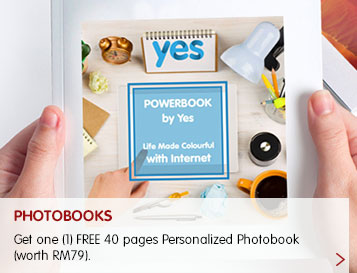 yes
POWERBOOK
by Yes
Life Made Colourful
with Internet
PHOTOBOOKS
Get one (1) FREE 40 pages Personalized Photobook
(worth RM79).